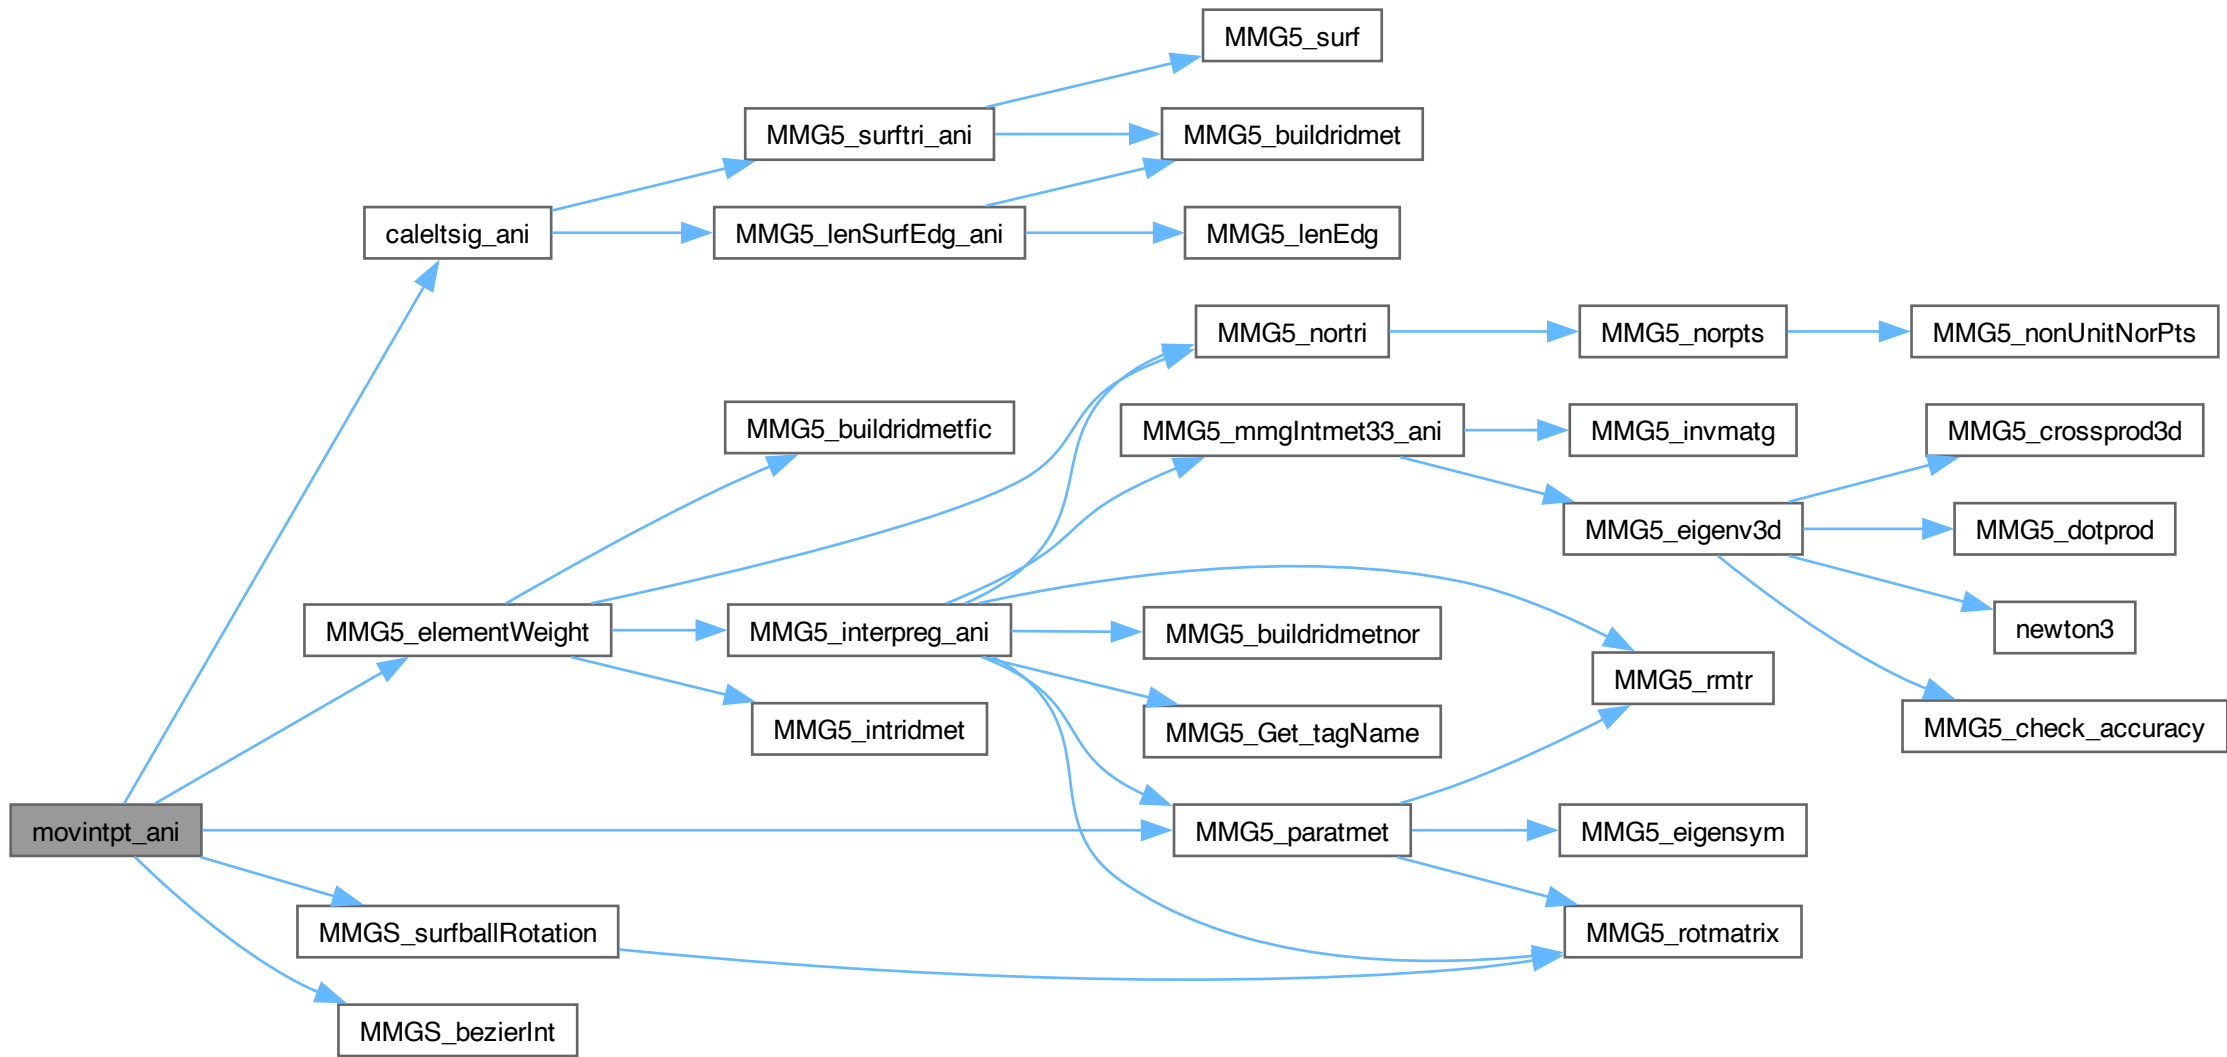 MMG5_surf
MMG5_surftri_ani
MMG5_buildridmet
caleltsig_ani
MMG5_lenSurfEdg_ani
MMG5_lenEdg
MMG5_nortri
MMG5_norpts
MMG5_nonUnitNorPts
MMG5_buildridmetfic
MMG5_mmgIntmet33_ani
MMG5_invmatg
MMG5_crossprod3d
MMG5_eigenv3d
MMG5_dotprod
MMG5_elementWeight
MMG5_interpreg_ani
MMG5_buildridmetnor
newton3
MMG5_rmtr
MMG5_intridmet
MMG5_Get_tagName
MMG5_check_accuracy
movintpt_ani
MMG5_paratmet
MMG5_eigensym
MMGS_surfballRotation
MMG5_rotmatrix
MMGS_bezierInt